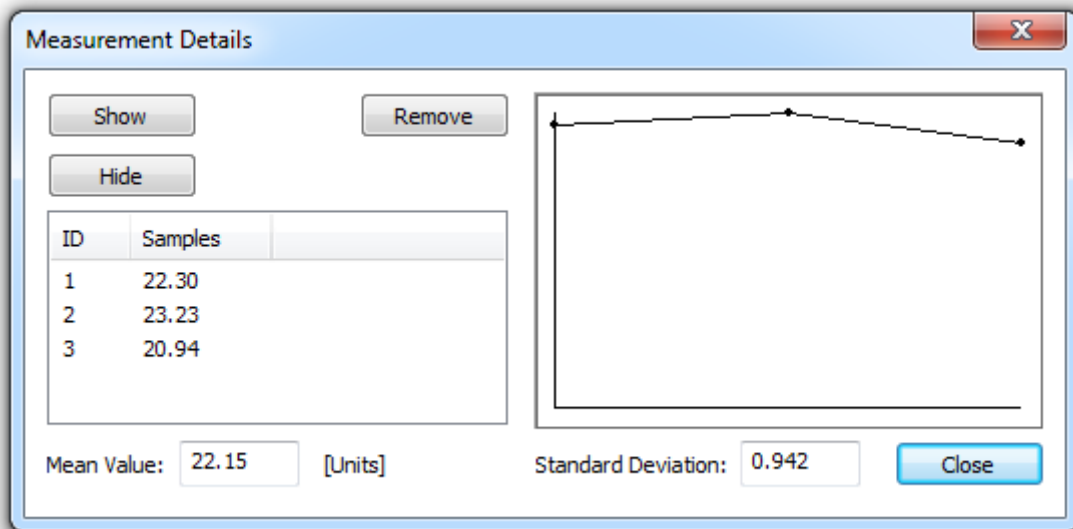 Measurement Details
Show
Remove
Hide
ID Samples
1 22.30
2 23.23
3 20.94
Mean Value: 22.15 [Units]
Standard Deviation: 0.942
Close